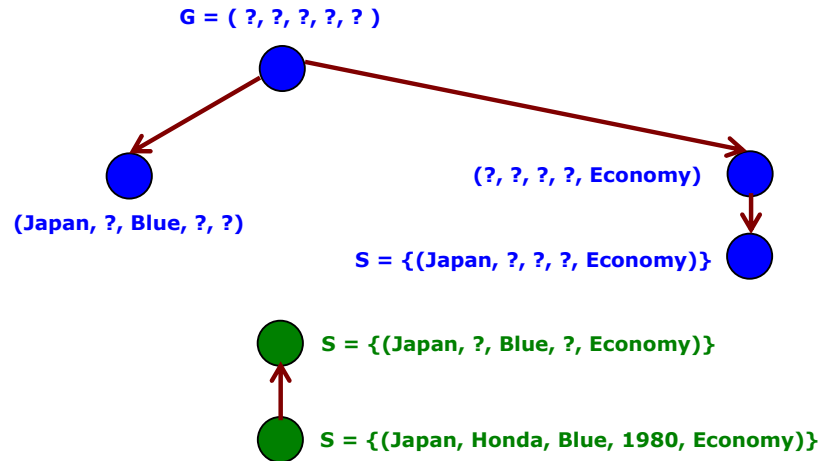 G = ( ?, ?, ?, ?, ? )
(?, ?, ?, ?, Economy)
(Japan, ?, Blue, ?, ?)
S = {(Japan, ?, ?, ?, Economy)}
S = {(Japan, ?, Blue, ?, Economy)}
S = {(Japan, Honda, Blue, 1980, Economy)}